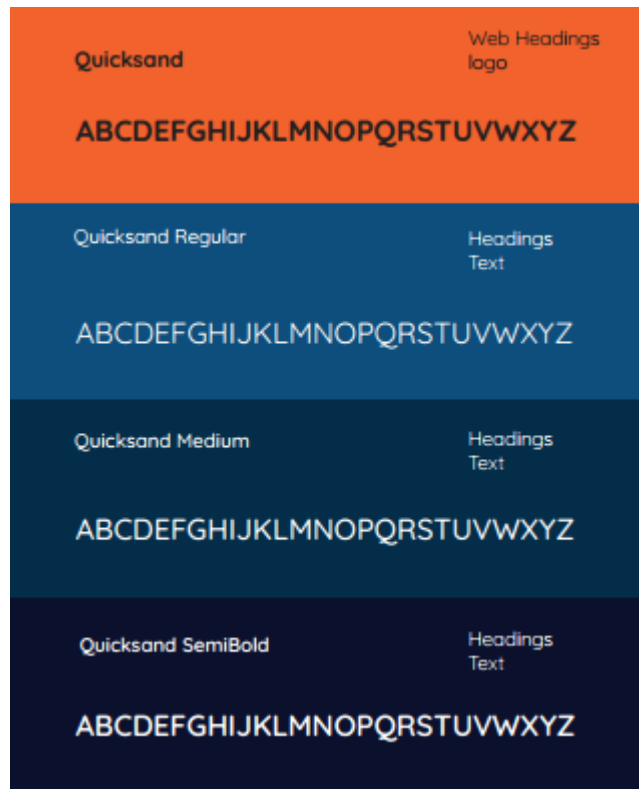 Quicksand
Web Headings
logo
ABCDEFGHIJKLMNOPQRSTUVWXYZ
Quicksand Regular
Headings
Text
ABCDEFGHIJKLMNOPQRSTUVWXYZ
Quicksand Medium
Headings
Text
ABCDEFGHIJKLMNOPQRSTUVWXYZ
Quicksand SemiBold
Headings
Text
ABCDEFGHIJKLMNOPQRSTUVWXYZ